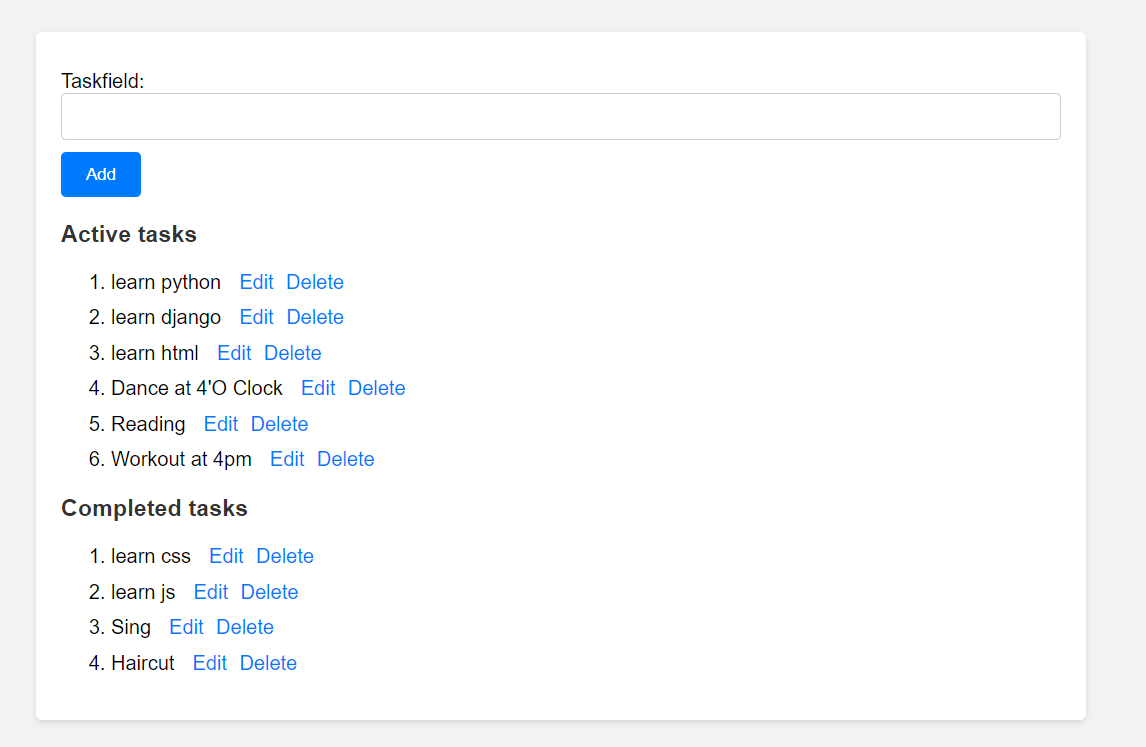 Taskfield:
Add
Active tasks
1. learn python Edit Delete
2. learn django Edit Delete
3. learn html Edit Delete
4. Dance at 4'O Clock Edit Delete
5. Reading Edit Delete
6. Workout at 4pm Edit Delete
Completed tasks
1. learn css Edit Delete
2. learn js Edit Delete
3. Sing Edit Delete
4. Haircut Edit Delete